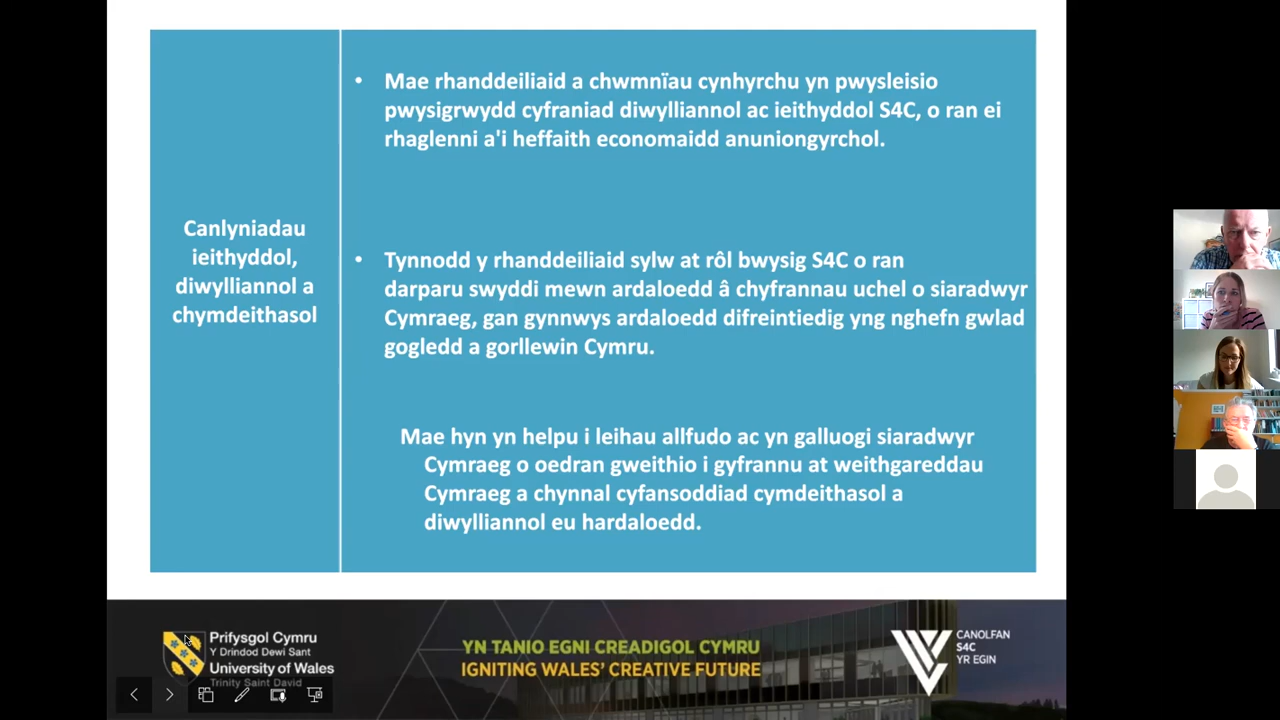 Canlyniadau
ieithyddol,
diwylliannol a
chymdeithasol
• Mae rhanddeiliaid a chwmnïau cynhyrchu yn pwysleisio
pwysigrwydd cyfraniad diwylliannol ac ieithyddol S4C, o ran ei
rhaglenni a'i heffaith economaidd anuniongyrchol.
• Tynnodd y rhanddeiliaid sylw at rôl bwysig S4C o ran
darparu swyddi mewn ardaloedd â chyfrannau uchel o siaradwyr
Cymraeg, gan gynnwys ardaloedd difreintiedig yng nghefn gwlad
gogledd a gorllewin Cymru.
Mae hyn yn helpu i leihau allfudo ac yn galluogi siaradwyr
Cymraeg o oedran gweithio i gyfrannu at weithgareddau
Cymraeg a chynnal cyfansoddiad cymdeithasol a
diwylliannol eu hardaloedd.
Prifysgol Cymru
Y Drindod Dewi Sant
University of Wales
Trinity Saint David
YN TANIO EGNI CREADIGOL CYMRU
IGNITING WALES' CREATIVE FUTURE
CANOLFAN
S4C
YR EGIN